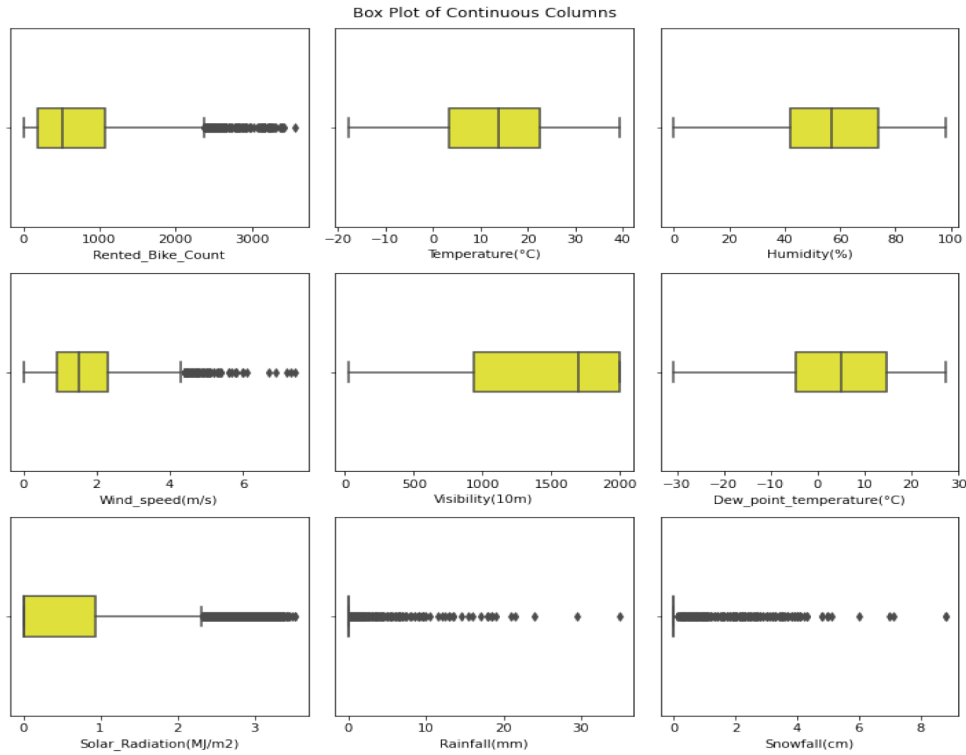 Box Plot of Continuous Columns
0 1000 2000 3000
Rented_Bike_Count
−20 −10 0 10 20 30 40
Temperature(°C)
0 20 40 60 80 100
Humidity(%)
0 2 4 6
Wind_speed(m/s)
0 500 1000 1500 2000
Visibility(10m)
−30 −20 −10 0 10 20 30
Dew_point_temperature(°C)
0 1 2 3
Solar_Radiation(MJ/m2)
0 10 20 30
Rainfall(mm)
0 2 4 6 8
Snowfall(cm)